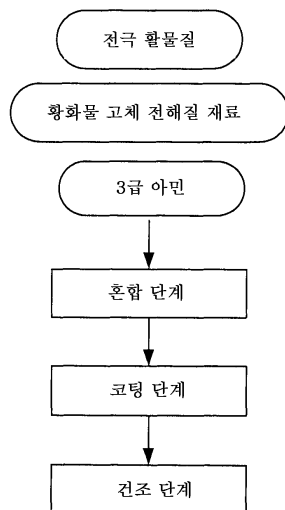 전극 활물질
황화물 고체 전해질 재료
3급 아민
혼합 단계
코팅 단계
건조 단계